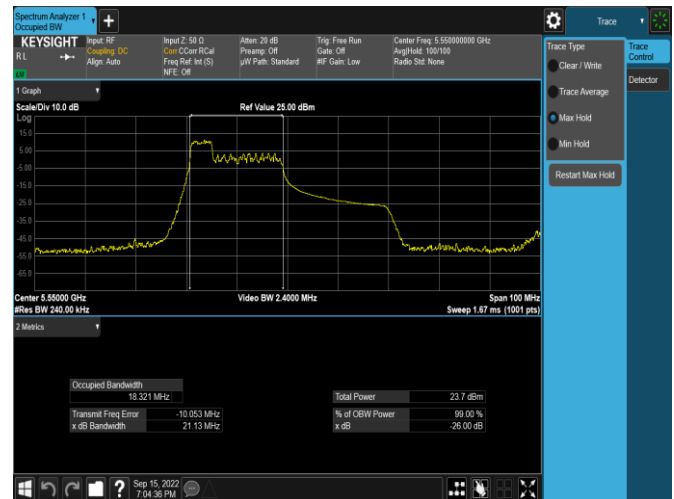 Spectrum Analyzer 1
Occupied BW
+
Trace
KEYSIGHT
RL
LU
Input: RF
Coupling: DC
Align: Auto
Input Z: 50 Ω
Corr CCorr RCal
Freq Ref: Int (S)
NFE: Off
Atten: 20 dB
Preamp: Off
µW Path: Standard
Trig: Free Run
Gate: Off
#IF Gain: Low
Center Freq: 5.550000000 GHz
Avg|Hold: 100/100
Radio Std: None
Trace Type
Clear / Write
Trace Average
Max Hold
Min Hold
Restart Max Hold
Trace
Control
Detector
1 Graph
Scale/Div 10.0 dB
Ref Value 25.00 dBm
Log
15.0
5.00
-5.00
-15.0
-25.0
-35.0
-45.0
-55.0
-65.0
Center 5.55000 GHz
Video BW 2.4000 MHz
Span 100 MHz
#Res BW 240.00 kHz
Sweep 1.67 ms (1001 pts)
2 Metrics
Occupied Bandwidth
18.321 MHz
Total Power 23.7 dBm
Transmit Freq Error -10.053 MHz
% of OBW Power 99.00 %
x dB Bandwidth 21.13 MHz
x dB -26.00 dB
?
Sep 15, 2022
7:04:36 PM